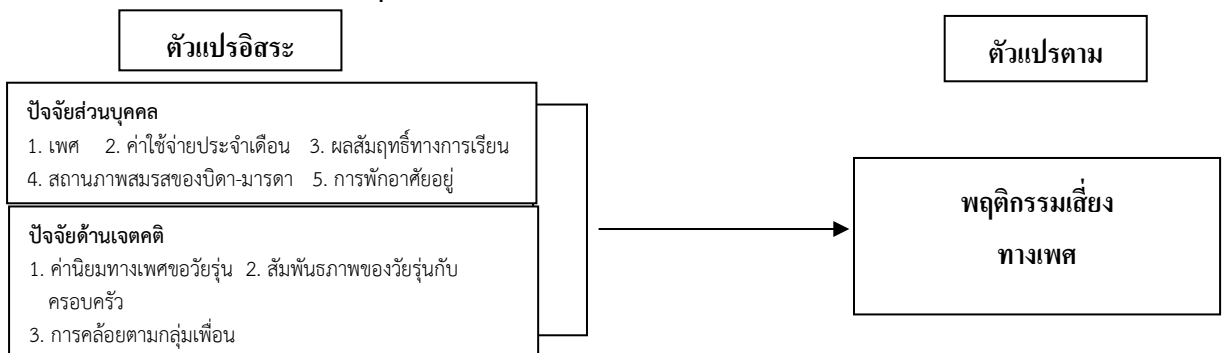 ตัวแปรอิสระ
ตัวแปรตาม
ปัจจัยส่วนบุคคล
1. เพศ 2. ค่าใช้จ่ายประจำเดือน 3. ผลสัมฤทธิ์ทางการเรียน
4. สถานภาพสมรสของบิดา-มารดา 5. การพักอาศัยอยู่
ปัจจัยด้านเจตคติ
1. ค่านิยมทางเพศขอวัยรุ่น 2. สัมพันธภาพของวัยรุ่นกับ
ครอบครัว
3. การคล้อยตามกลุ่มเพื่อน
พฤติกรรมเสี่ยง
ทางเพศ